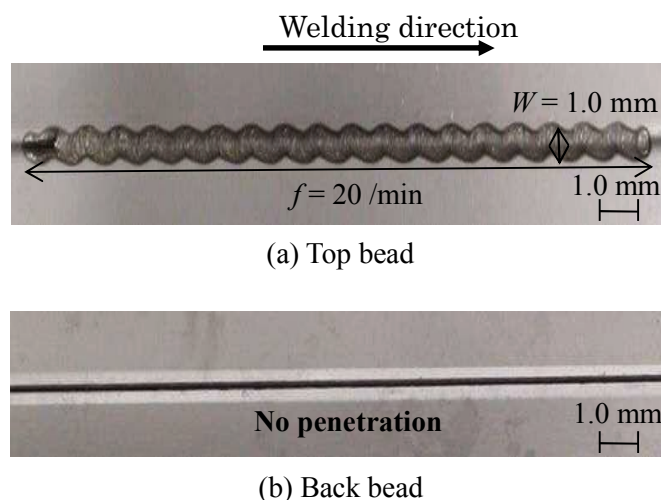 Welding direction
W = 1.0 mm
f = 20 /min
1.0 mm
(a) Top bead
No penetration
1.0 mm
(b) Back bead